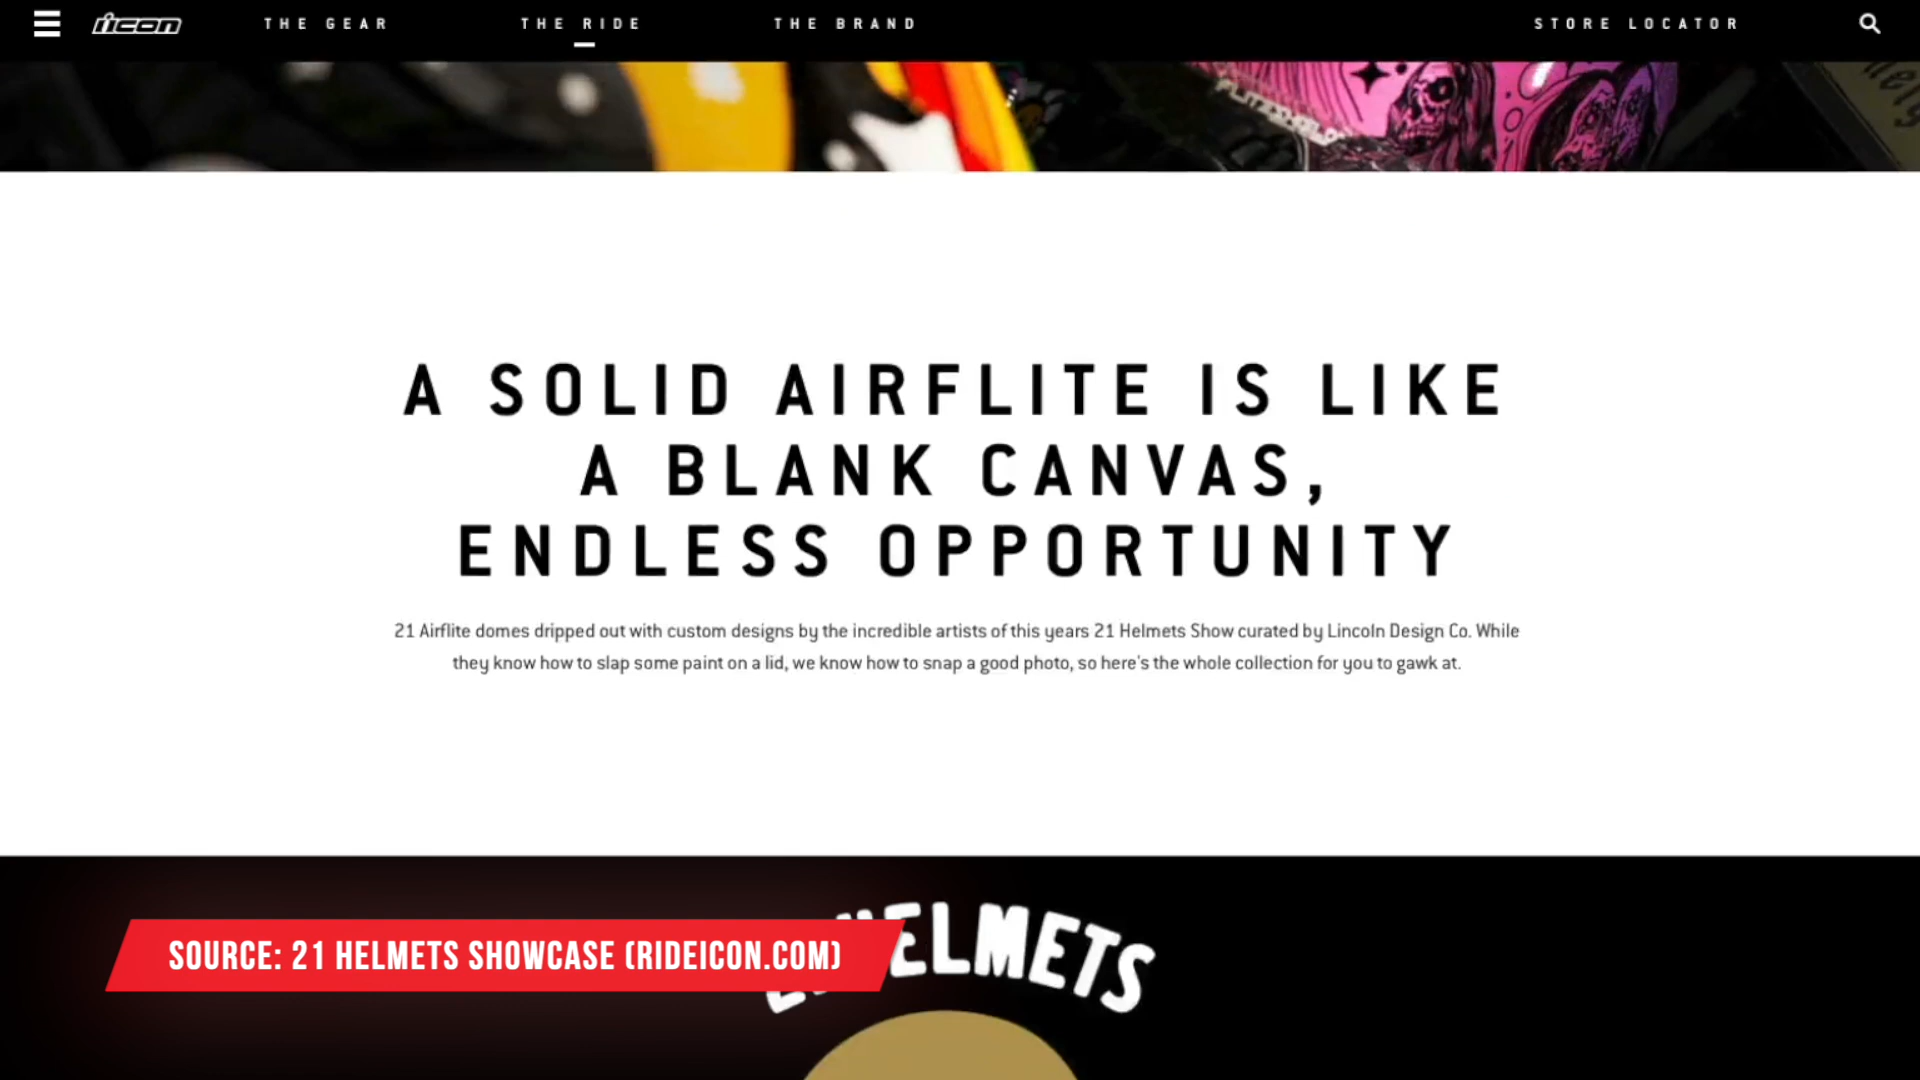 icon
THE GEAR
THE RIDE
THE BRAND
STORE LOCATOR
A SOLID AIRFLITE IS LIKE
A BLANK CANVAS,
ENDLESS OPPORTUNITY
21 Airflite domes dripped out with custom designs by the incredible artists of this years 21 Helmets Show curated by Lincoln Design Co. While
they know how to slap some paint on a lid, we know how to snap a good photo, so here's the whole collection for you to gawk at.
SOURCE: 21 HELMETS SHOWCASE (RIDEICON.COM)
HELMETS